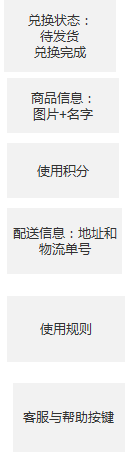 兑换状态：
待发货
兑换完成
商品信息：
图片+名字
使用积分
配送信息：地址和
物流单号
使用规则
客服与帮助按键